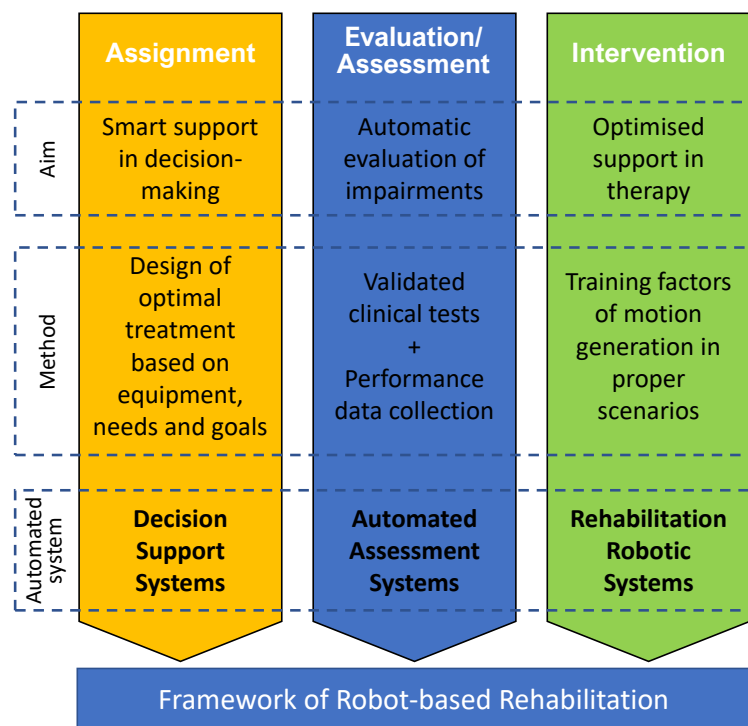 Assignment
Evaluation/
Assessment
Intervention
Aim
Smart support
in decision-
making
Automatic
evaluation of
impairments
Optimised
support in
therapy
Method
Design of
optimal
treatment
based on
equipment,
needs and goals
Validated
clinical tests
+
Performance
data collection
Training factors
of motion
generation in
proper
scenarios
Automated
system
Decision
Support
Systems
Automated
Assessment
Systems
Rehabilitation
Robotic
Systems
Framework of Robot-based Rehabilitation